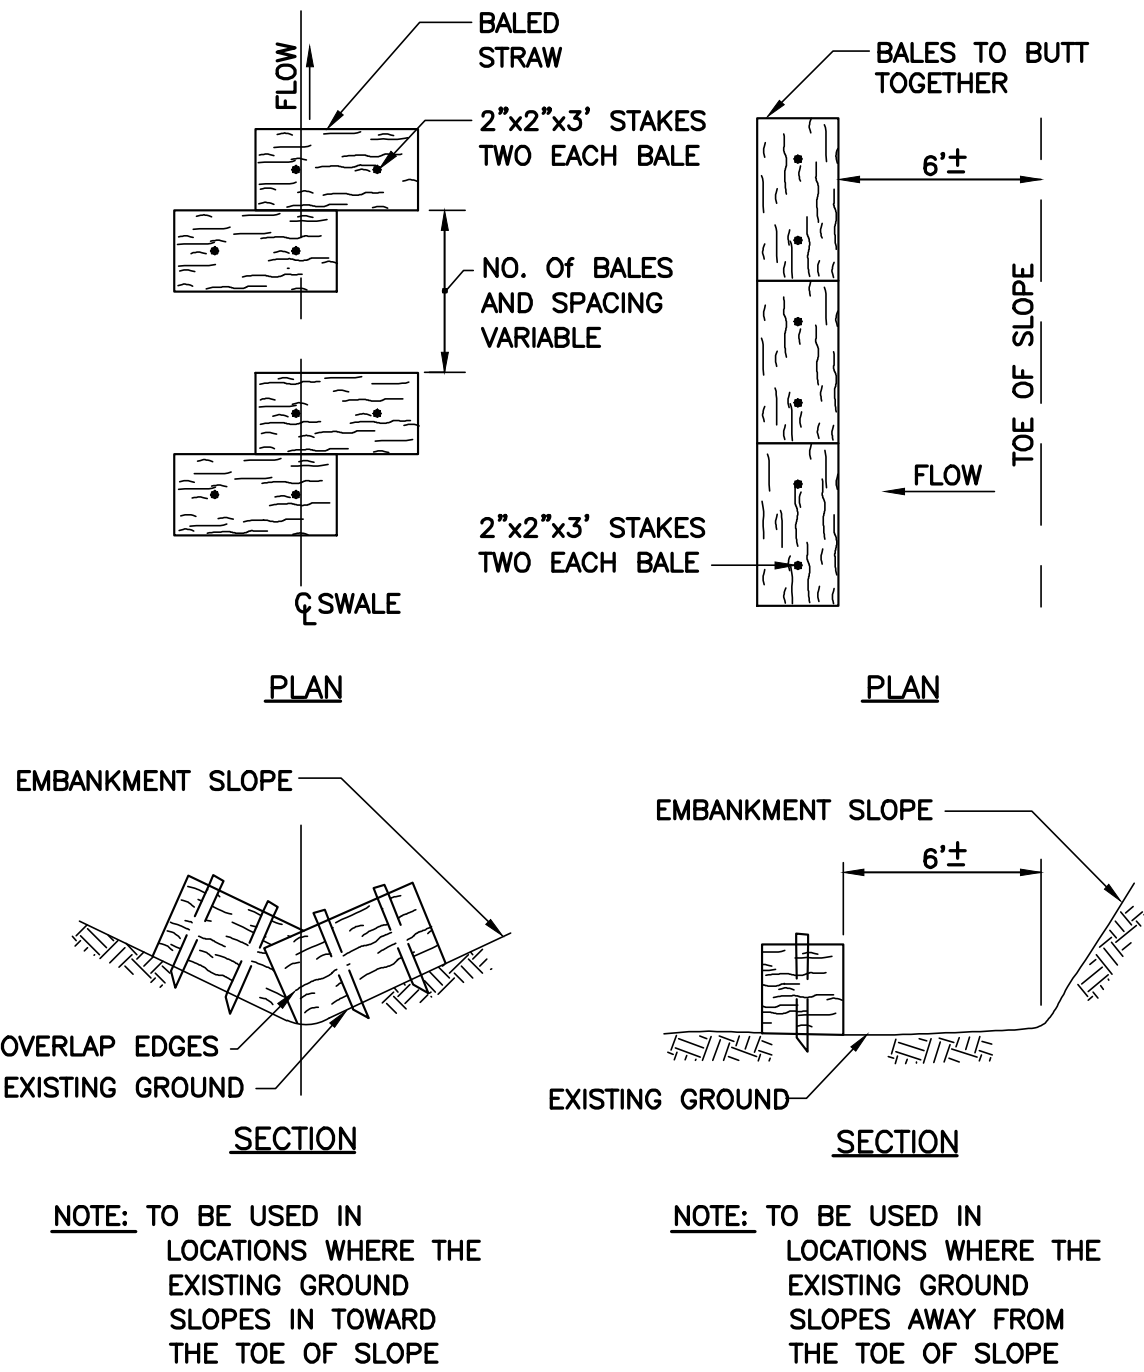 BALED
STRAW
FLOW
2"x2"x3' STAKES
TWO EACH BALE
NO. Of BALES
AND SPACING
VARIABLE
℄ SWALE
PLAN
BALES TO BUTT
TOGETHER
6'±
TOE OF SLOPE
FLOW
2"x2"x3' STAKES
TWO EACH BALE
PLAN
EMBANKMENT SLOPE
OVERLAP EDGES
EXISTING GROUND
SECTION
NOTE: TO BE USED IN
LOCATIONS WHERE THE
EXISTING GROUND
SLOPES IN TOWARD
THE TOE OF SLOPE
EMBANKMENT SLOPE
6'±
EXISTING GROUND
SECTION
NOTE: TO BE USED IN
LOCATIONS WHERE THE
EXISTING GROUND
SLOPES AWAY FROM
THE TOE OF SLOPE